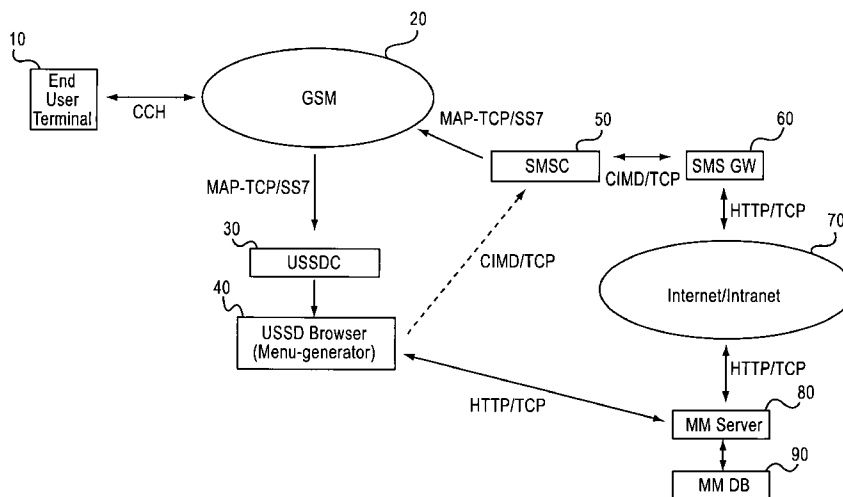 10
End
User
Terminal
CCH
20
GSM
MAP-TCP/SS7
50
SMSC
CIMD/TCP
60
SMS GW
HTTP/TCP
MAP-TCP/SS7
30
USSDC
40
USSD Browser
(Menu-generator)
CIMD/TCP
70
Internet/Intranet
HTTP/TCP
HTTP/TCP
80
MM Server
90
MM DB